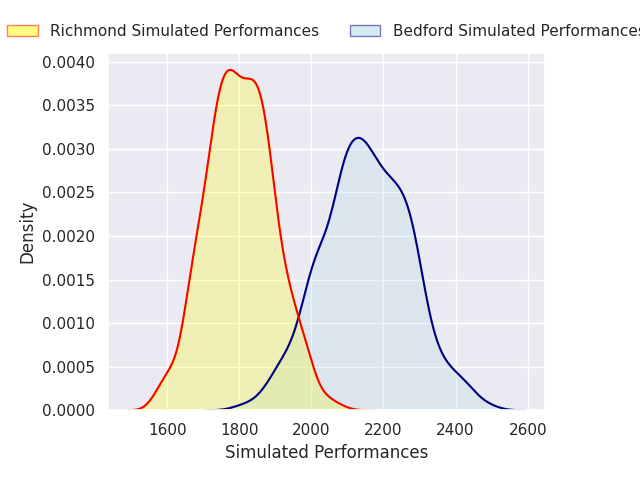 Richmond Simulated Performances
Bedford Simulated Performances
0.0040
0.0035
0.0030
0.0025
0.0020
0.0015
0.0010
0.0005
0.0000
Density
1600 1800 2000 2200 2400 2600
Simulated Performances